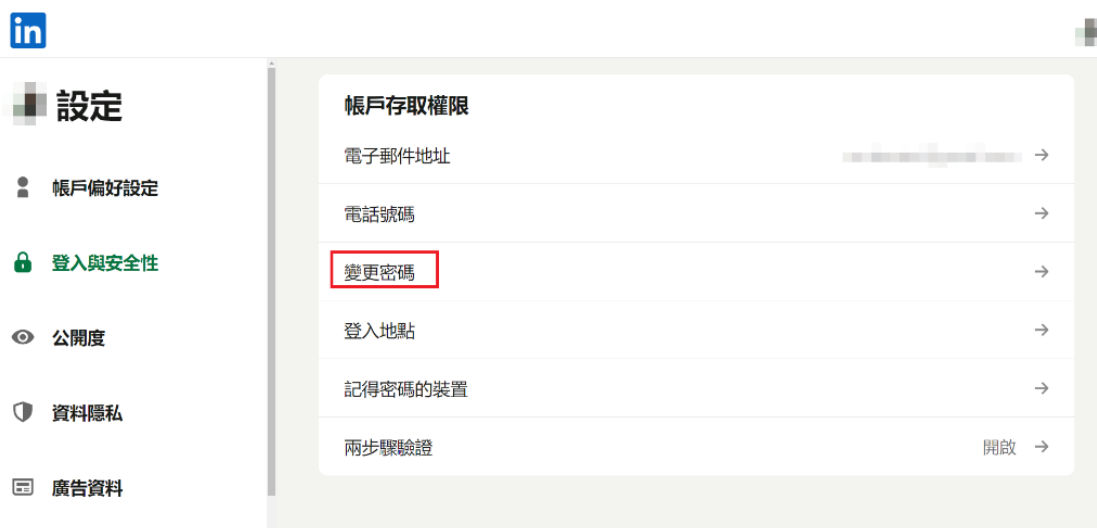 in
設定
帳戶偏好設定
登入與安全性
公開度
資料隱私
廣告資料
帳戶存取權限
電子郵件地址
電話號碼
變更密碼
登入地點
記得密碼的裝置
兩步驟驗證 開啟